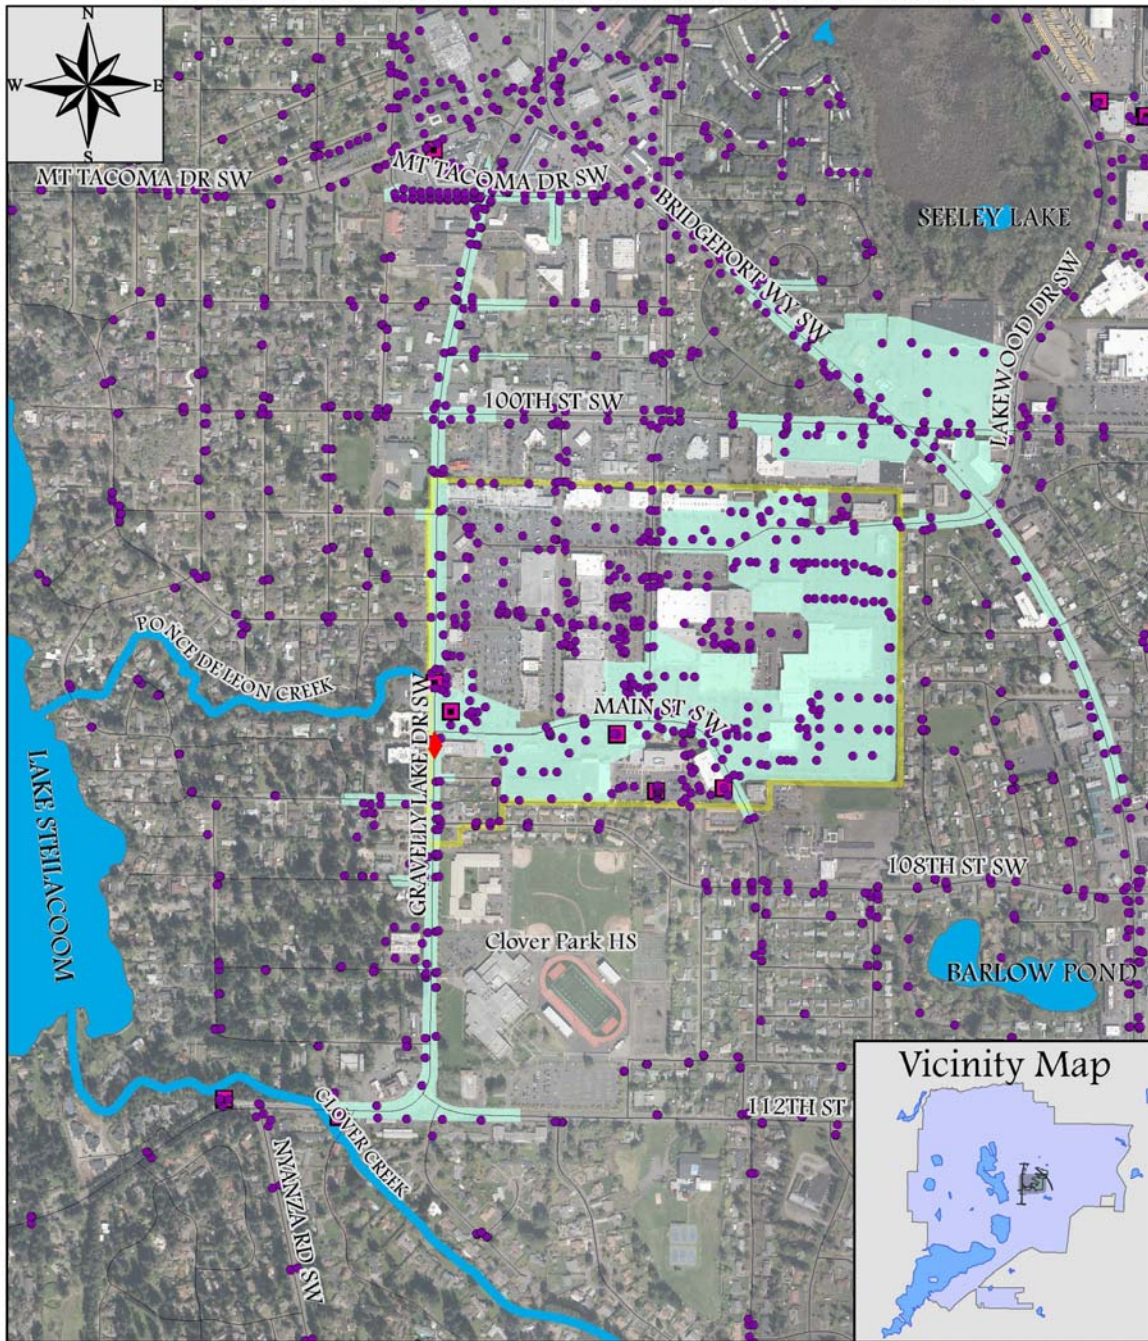 N
W E
S
MT TACOMA DR SW
MT TACOMA DR SW
BRIDGEPORT WY SW
SEELEY LAKE
LAKEWOOD DR SW
100TH ST SW
PONCE DE LEON CREEK
GRAVELLY LAKE DR SW
MAIN ST SW
LAKE STEILACOOM
108TH ST SW
Clover Park HS
BARLOW POND
Vicinity Map
112TH ST
CLOVER CREEK
NYANZA RD SW